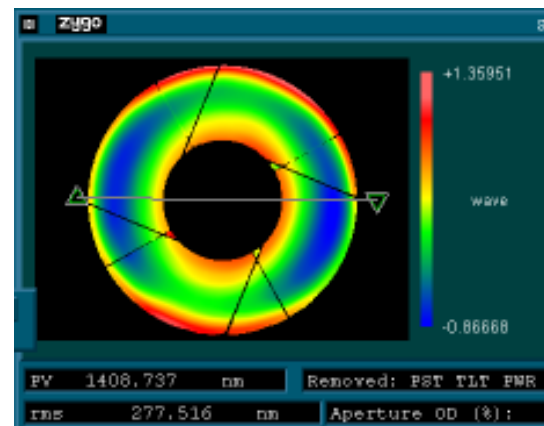 zygo
+1.35951
wave
-0.86668
PV 1408.737 nm
Removed: PST TLT PWR
rms 277.516 nm
Aperture OD (%):